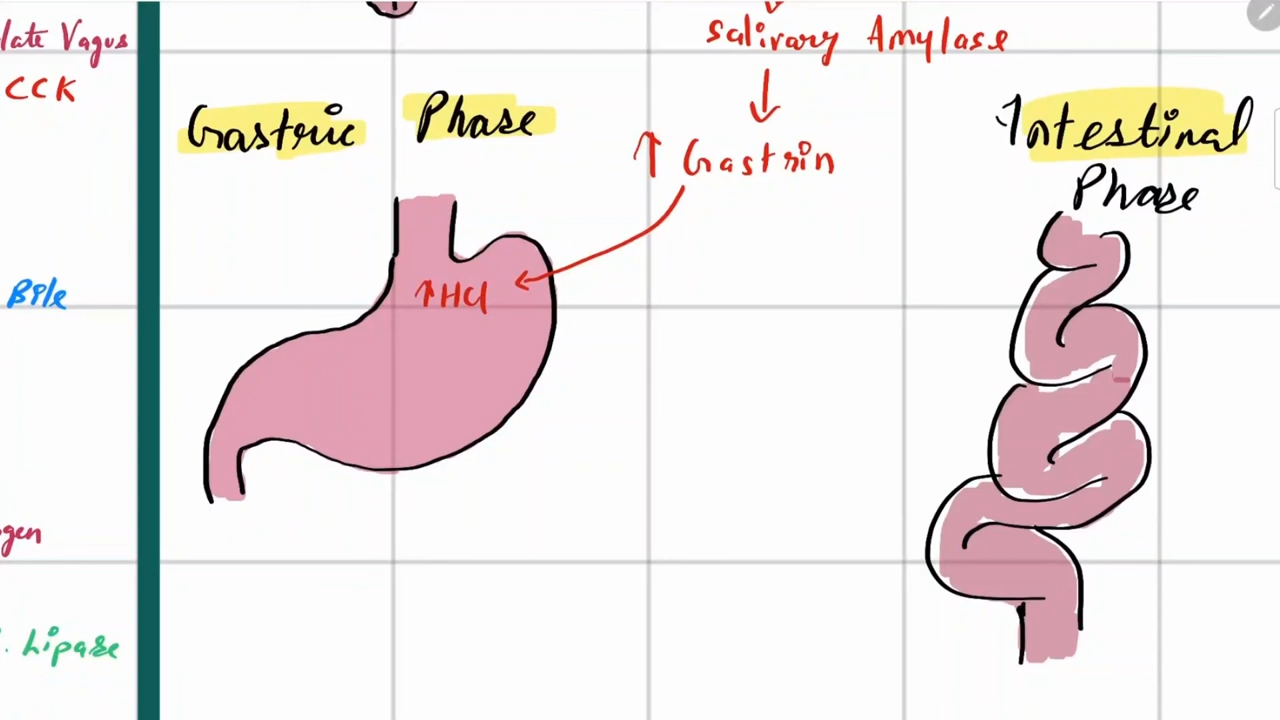 late Vagus
CCK
Bile
gen
. Lipase
Salivary Amylase
↓
↑ Gastrin
Gastric Phase
↑ HCl
Intestinal
Phase